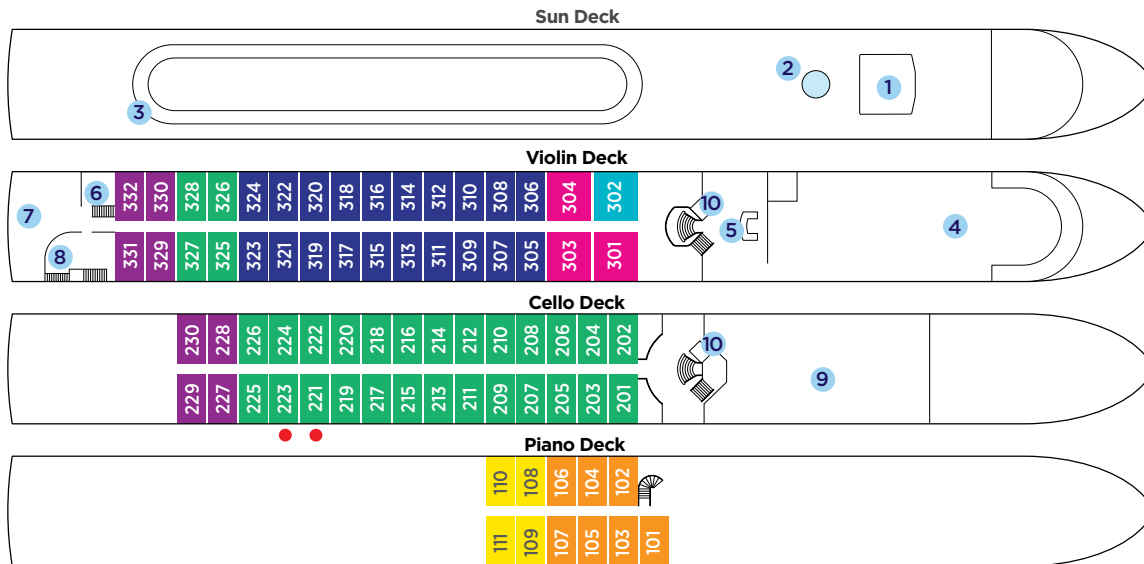 Sun Deck
3 2 1
Violin Deck
6 332 330 328 326 324 322 320 318 316 314 312 310 308 306 304 302 10
7 5 4
8 331 329 327 325 323 321 319 317 315 313 311 309 307 305 303 301
Cello Deck
230 228 226 224 222 220 218 216 214 212 210 208 206 204 202 10
9
229 227 225 223 221 219 217 215 213 211 209 207 205 203 201
Piano Deck
110 108 106 104 102
111 109 107 105 103 101